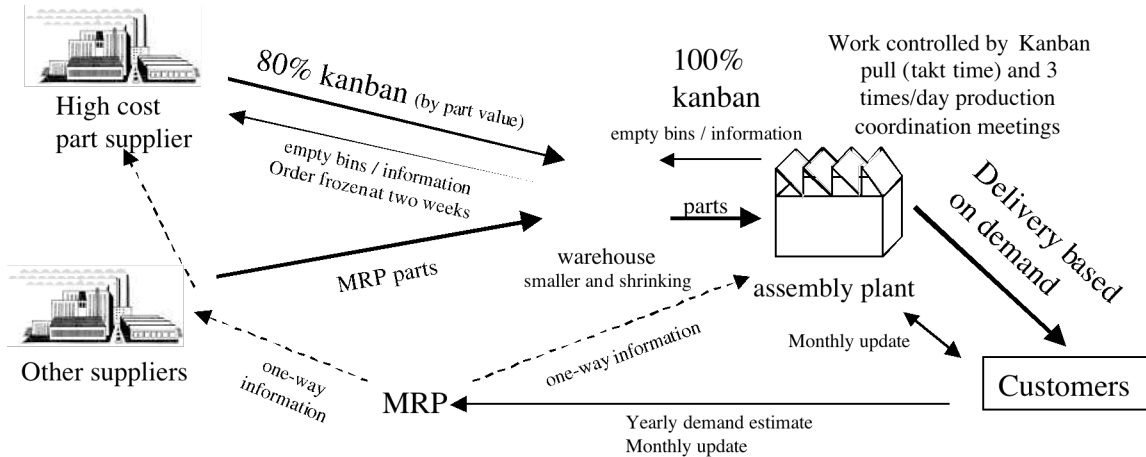 High cost
part supplier
80% kanban (by part value)
empty bins / information
Order frozen at two weeks
100%
kanban
empty bins / information
Work controlled by Kanban
pull (takt time) and 3
times/day production
coordination meetings
parts
Delivery based
on demand
MRP parts
warehouse
smaller and shrinking
assembly plant
Other suppliers
one-way
information
one-way information
Monthly update
MRP
Customers
Yearly demand estimate
Monthly update